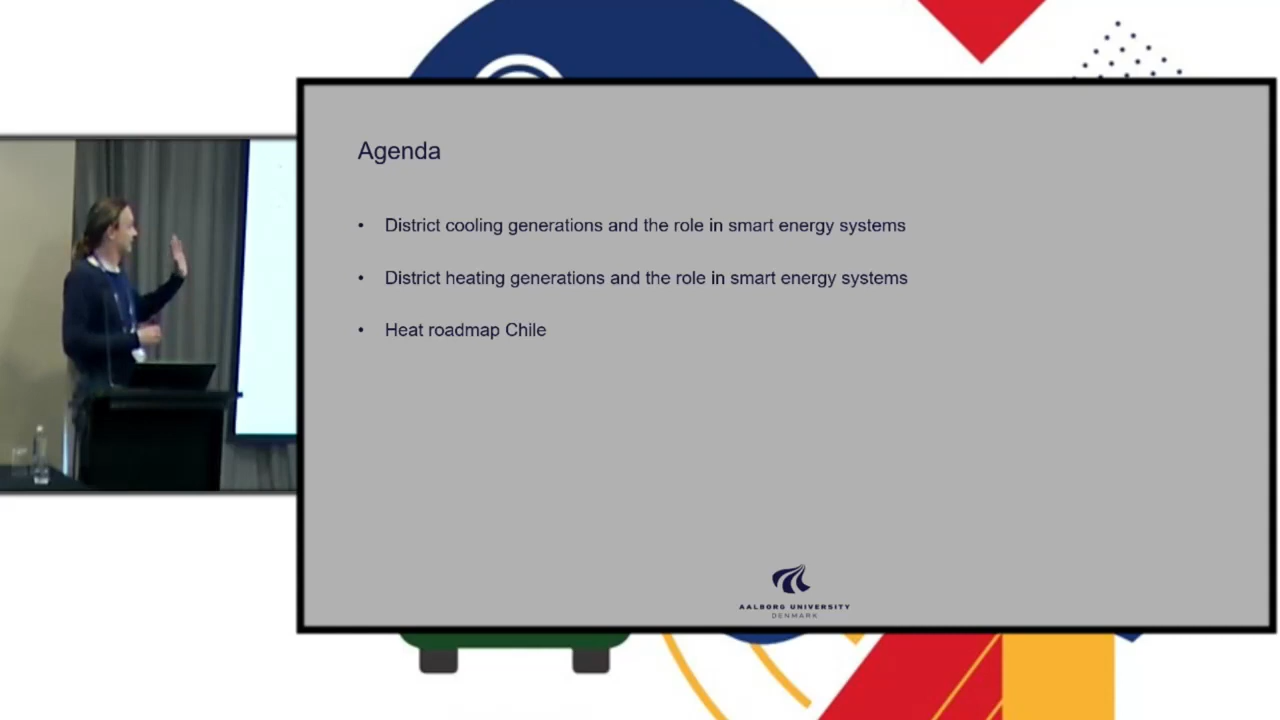 Agenda
• District cooling generations and the role in smart energy systems
• District heating generations and the role in smart energy systems
• Heat roadmap Chile
AALBORG UNIVERSITY
DENMARK